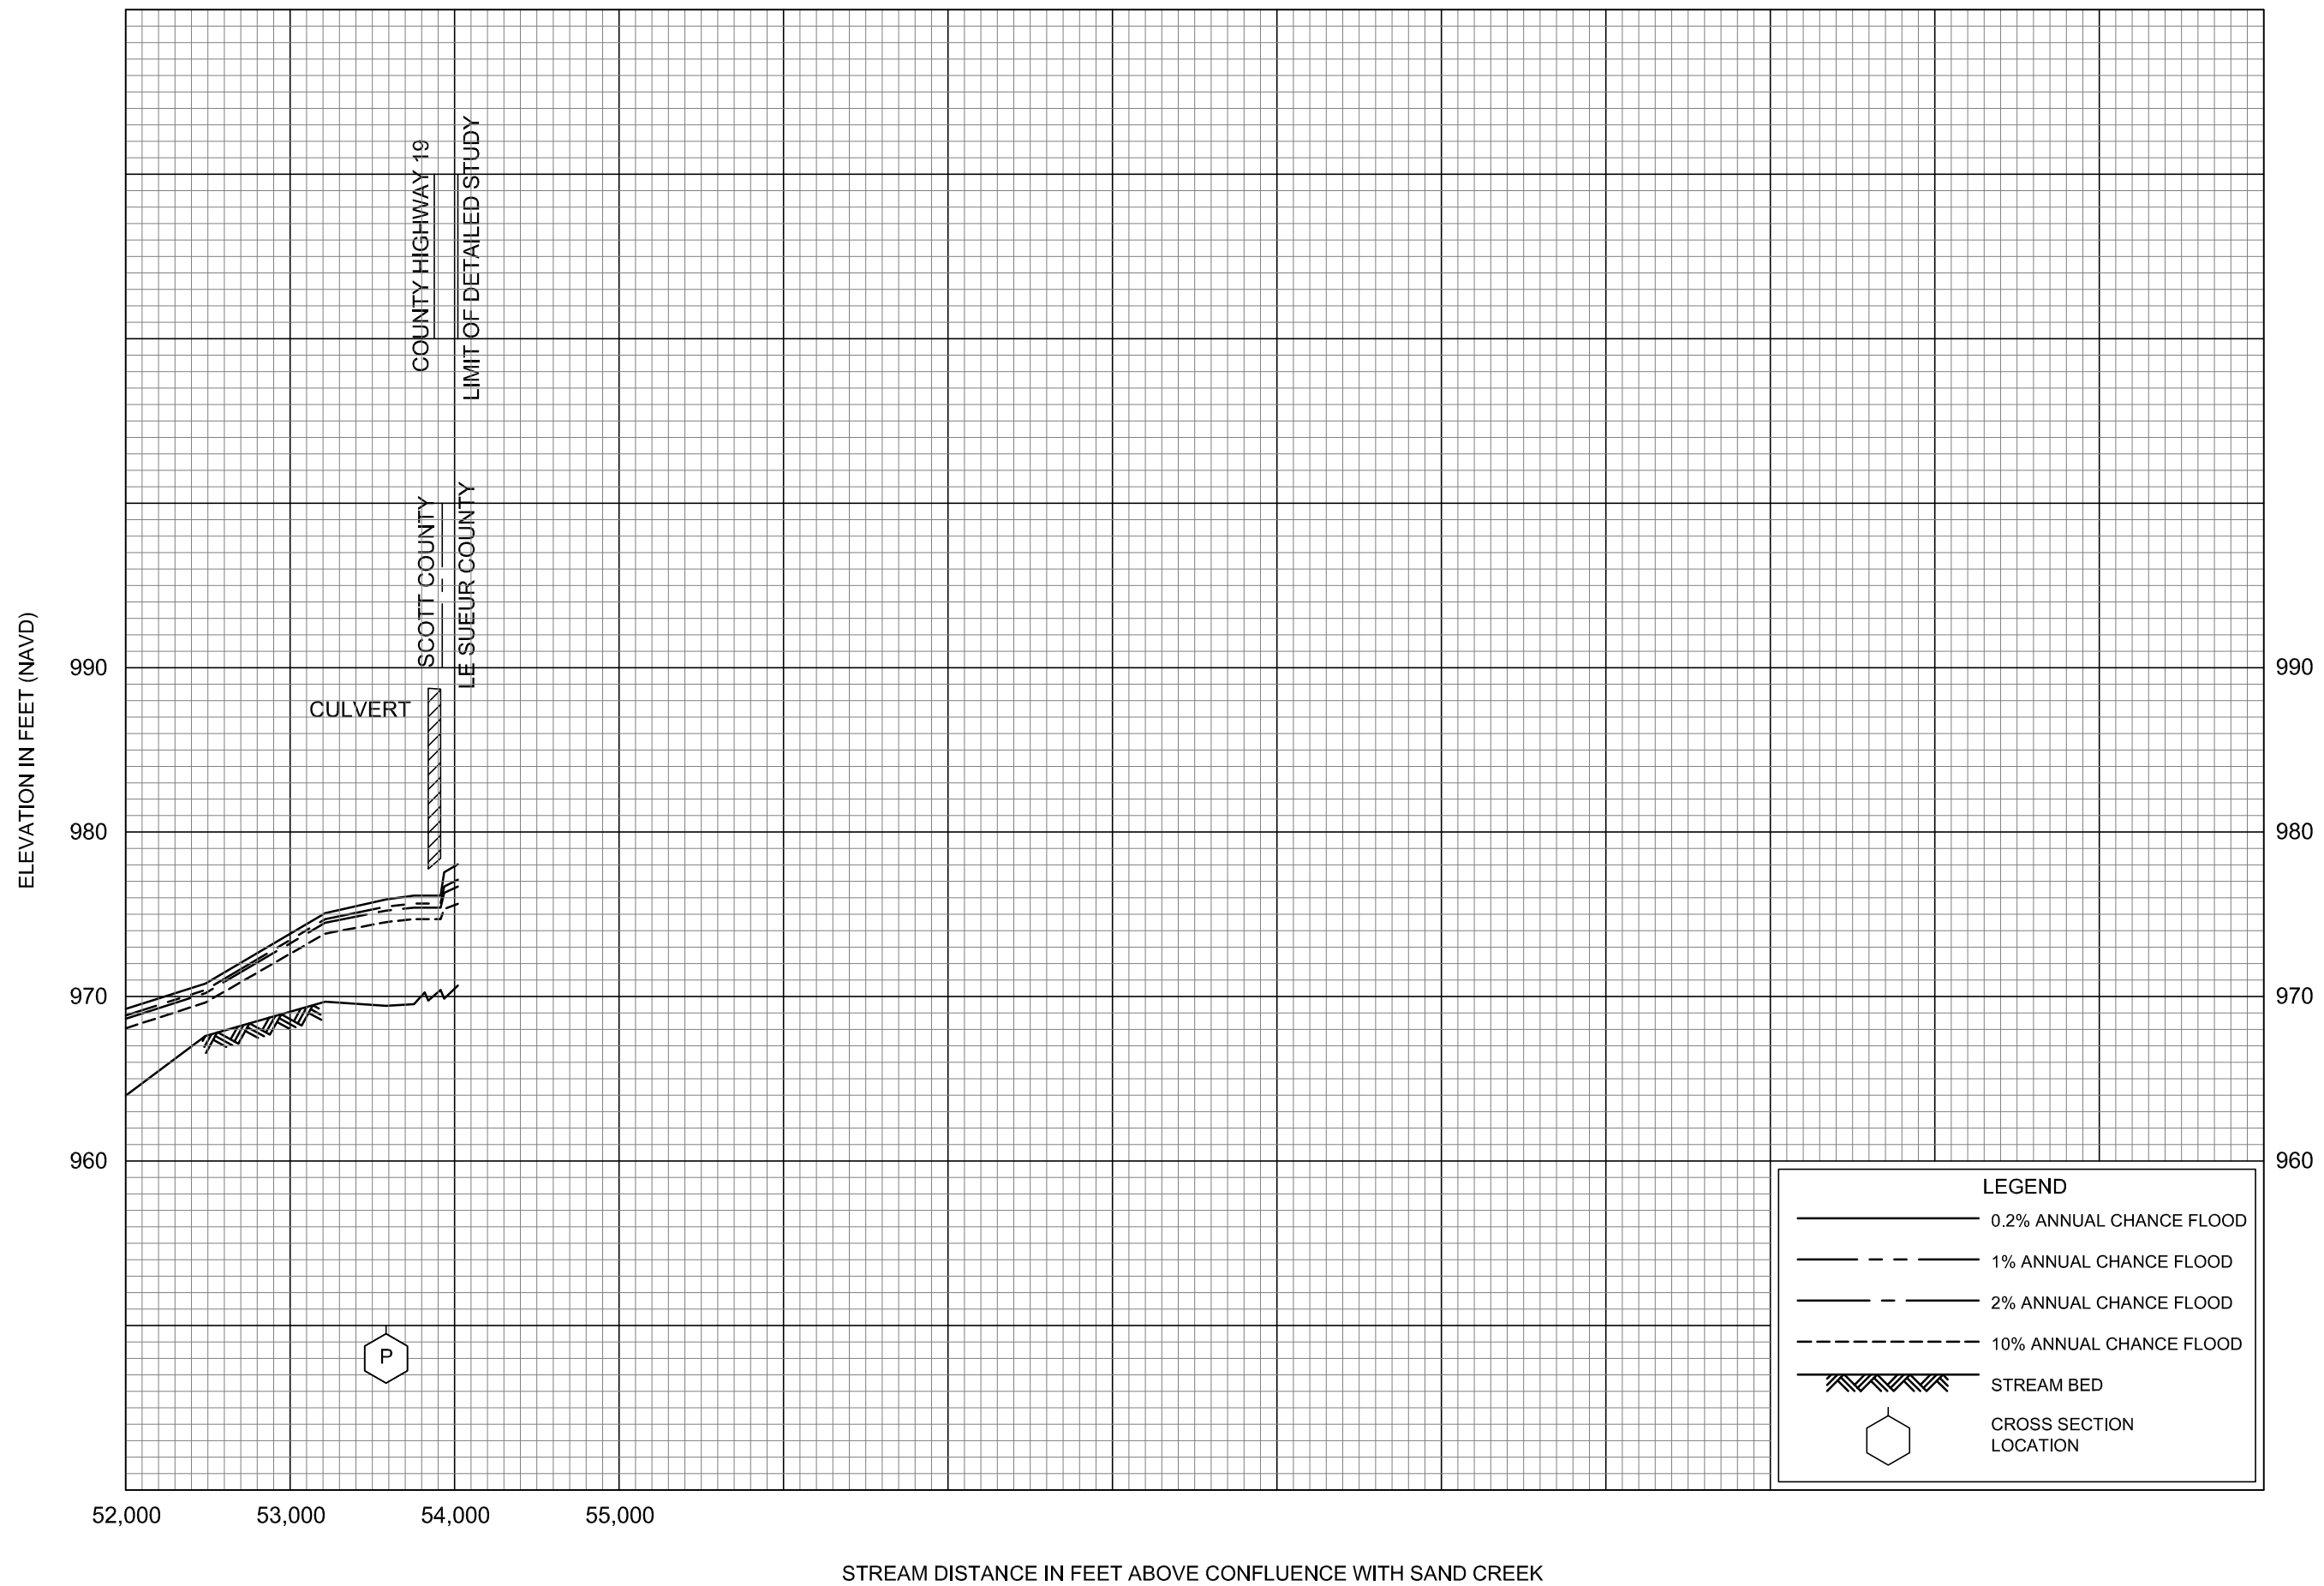 COUNTY HIGHWAY 19
LIMIT OF DETAILED STUDY
SCOTT COUNTY
LE SUEUR COUNTY
ELEVATION IN FEET (NAVD)
990
990
CULVERT
980
980
970
970
960
960
LEGEND
0.2% ANNUAL CHANCE FLOOD
1% ANNUAL CHANCE FLOOD
2% ANNUAL CHANCE FLOOD
10% ANNUAL CHANCE FLOOD
STREAM BED
CROSS SECTION
LOCATION
P
52,000
53,000
54,000
55,000
STREAM DISTANCE IN FEET ABOVE CONFLUENCE WITH SAND CREEK